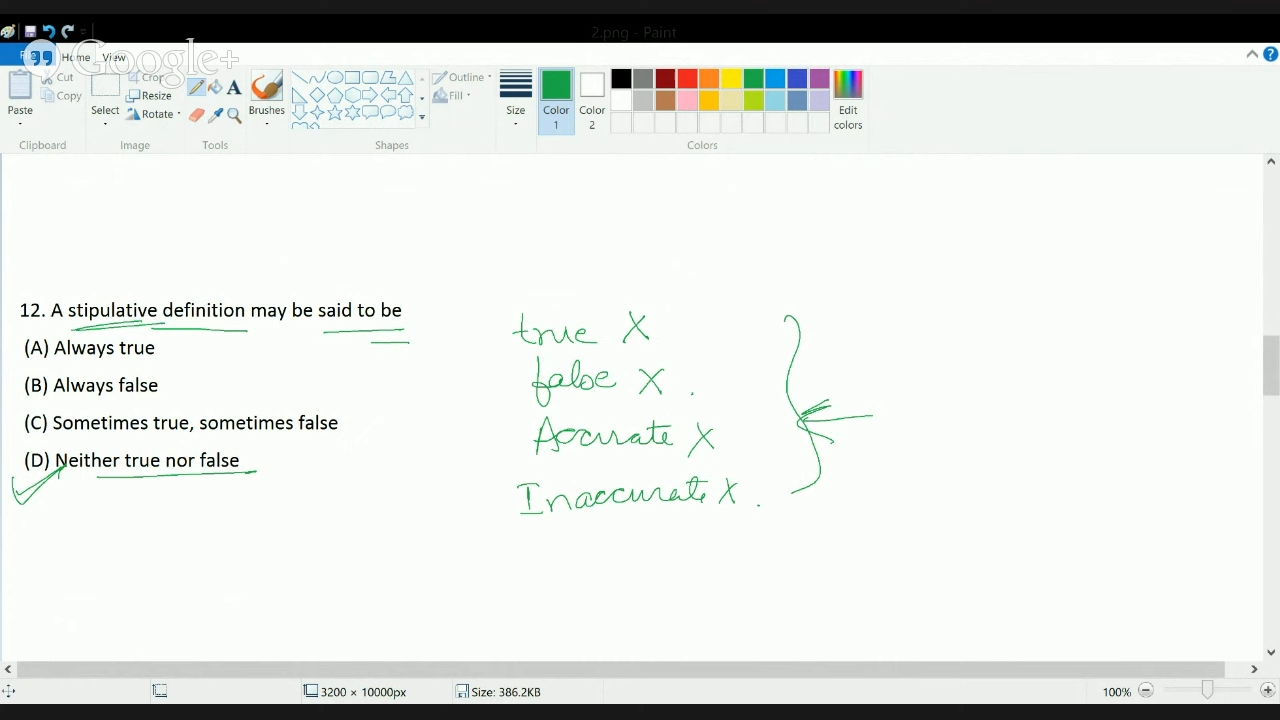 2.png - Paint
File
Home
View
Google+
Paste
Cut
Copy
Clipboard
Select
Crop
Resize
Rotate
Image
A
Tools
Brushes
Shapes
Outline
Fill
Size
Color
1
Color
2
Colors
Edit
colors
12. A stipulative definition may be said to be
(A) Always true
(B) Always false
(C) Sometimes true, sometimes false
(D) Neither true nor false
true X
false X .
Accurate X
Inaccurate X .
3200 × 10000px
Size: 386.2KB
100%